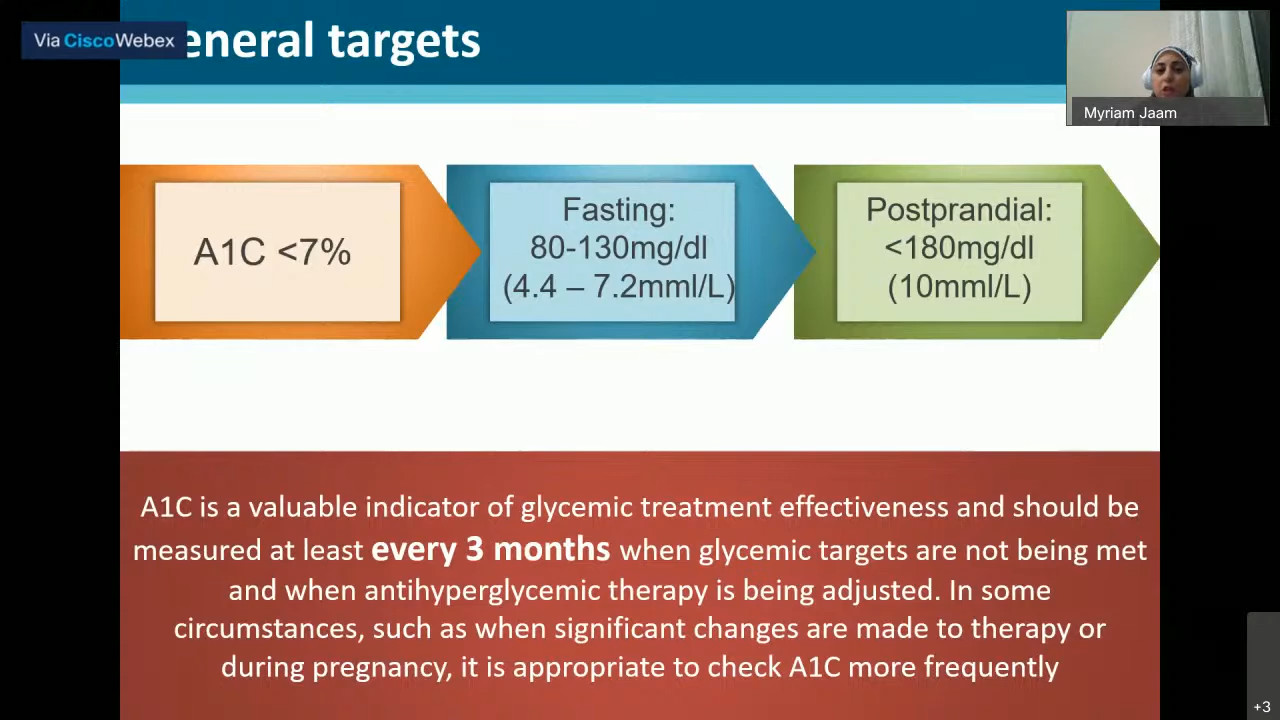 Via Cisco Webex
eneral targets
Myriam Jaam
A1C <7%
Fasting:
80-130mg/dl
(4.4 – 7.2mml/L)
Postprandial:
<180mg/dl
(10mml/L)
A1C is a valuable indicator of glycemic treatment effectiveness and should be
measured at least every 3 months when glycemic targets are not being met
and when antihyperglycemic therapy is being adjusted. In some
circumstances, such as when significant changes are made to therapy or
during pregnancy, it is appropriate to check A1C more frequently
+3